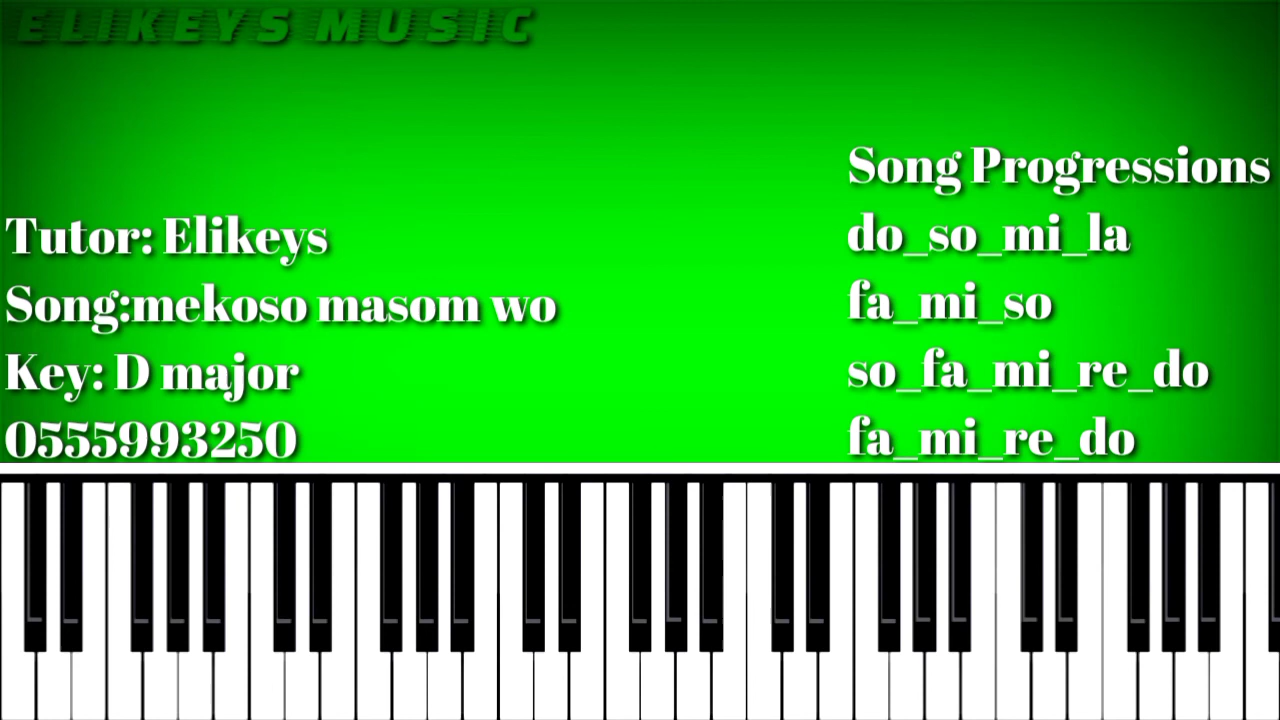 ELIKEYS MUSIC
Tutor: Elikeys
Song:mekoso masom wo
Key: D major
0555993250
Song Progressions
do_so_mi_la
fa_mi_so
so_fa_mi_re_do
fa_mi_re_do